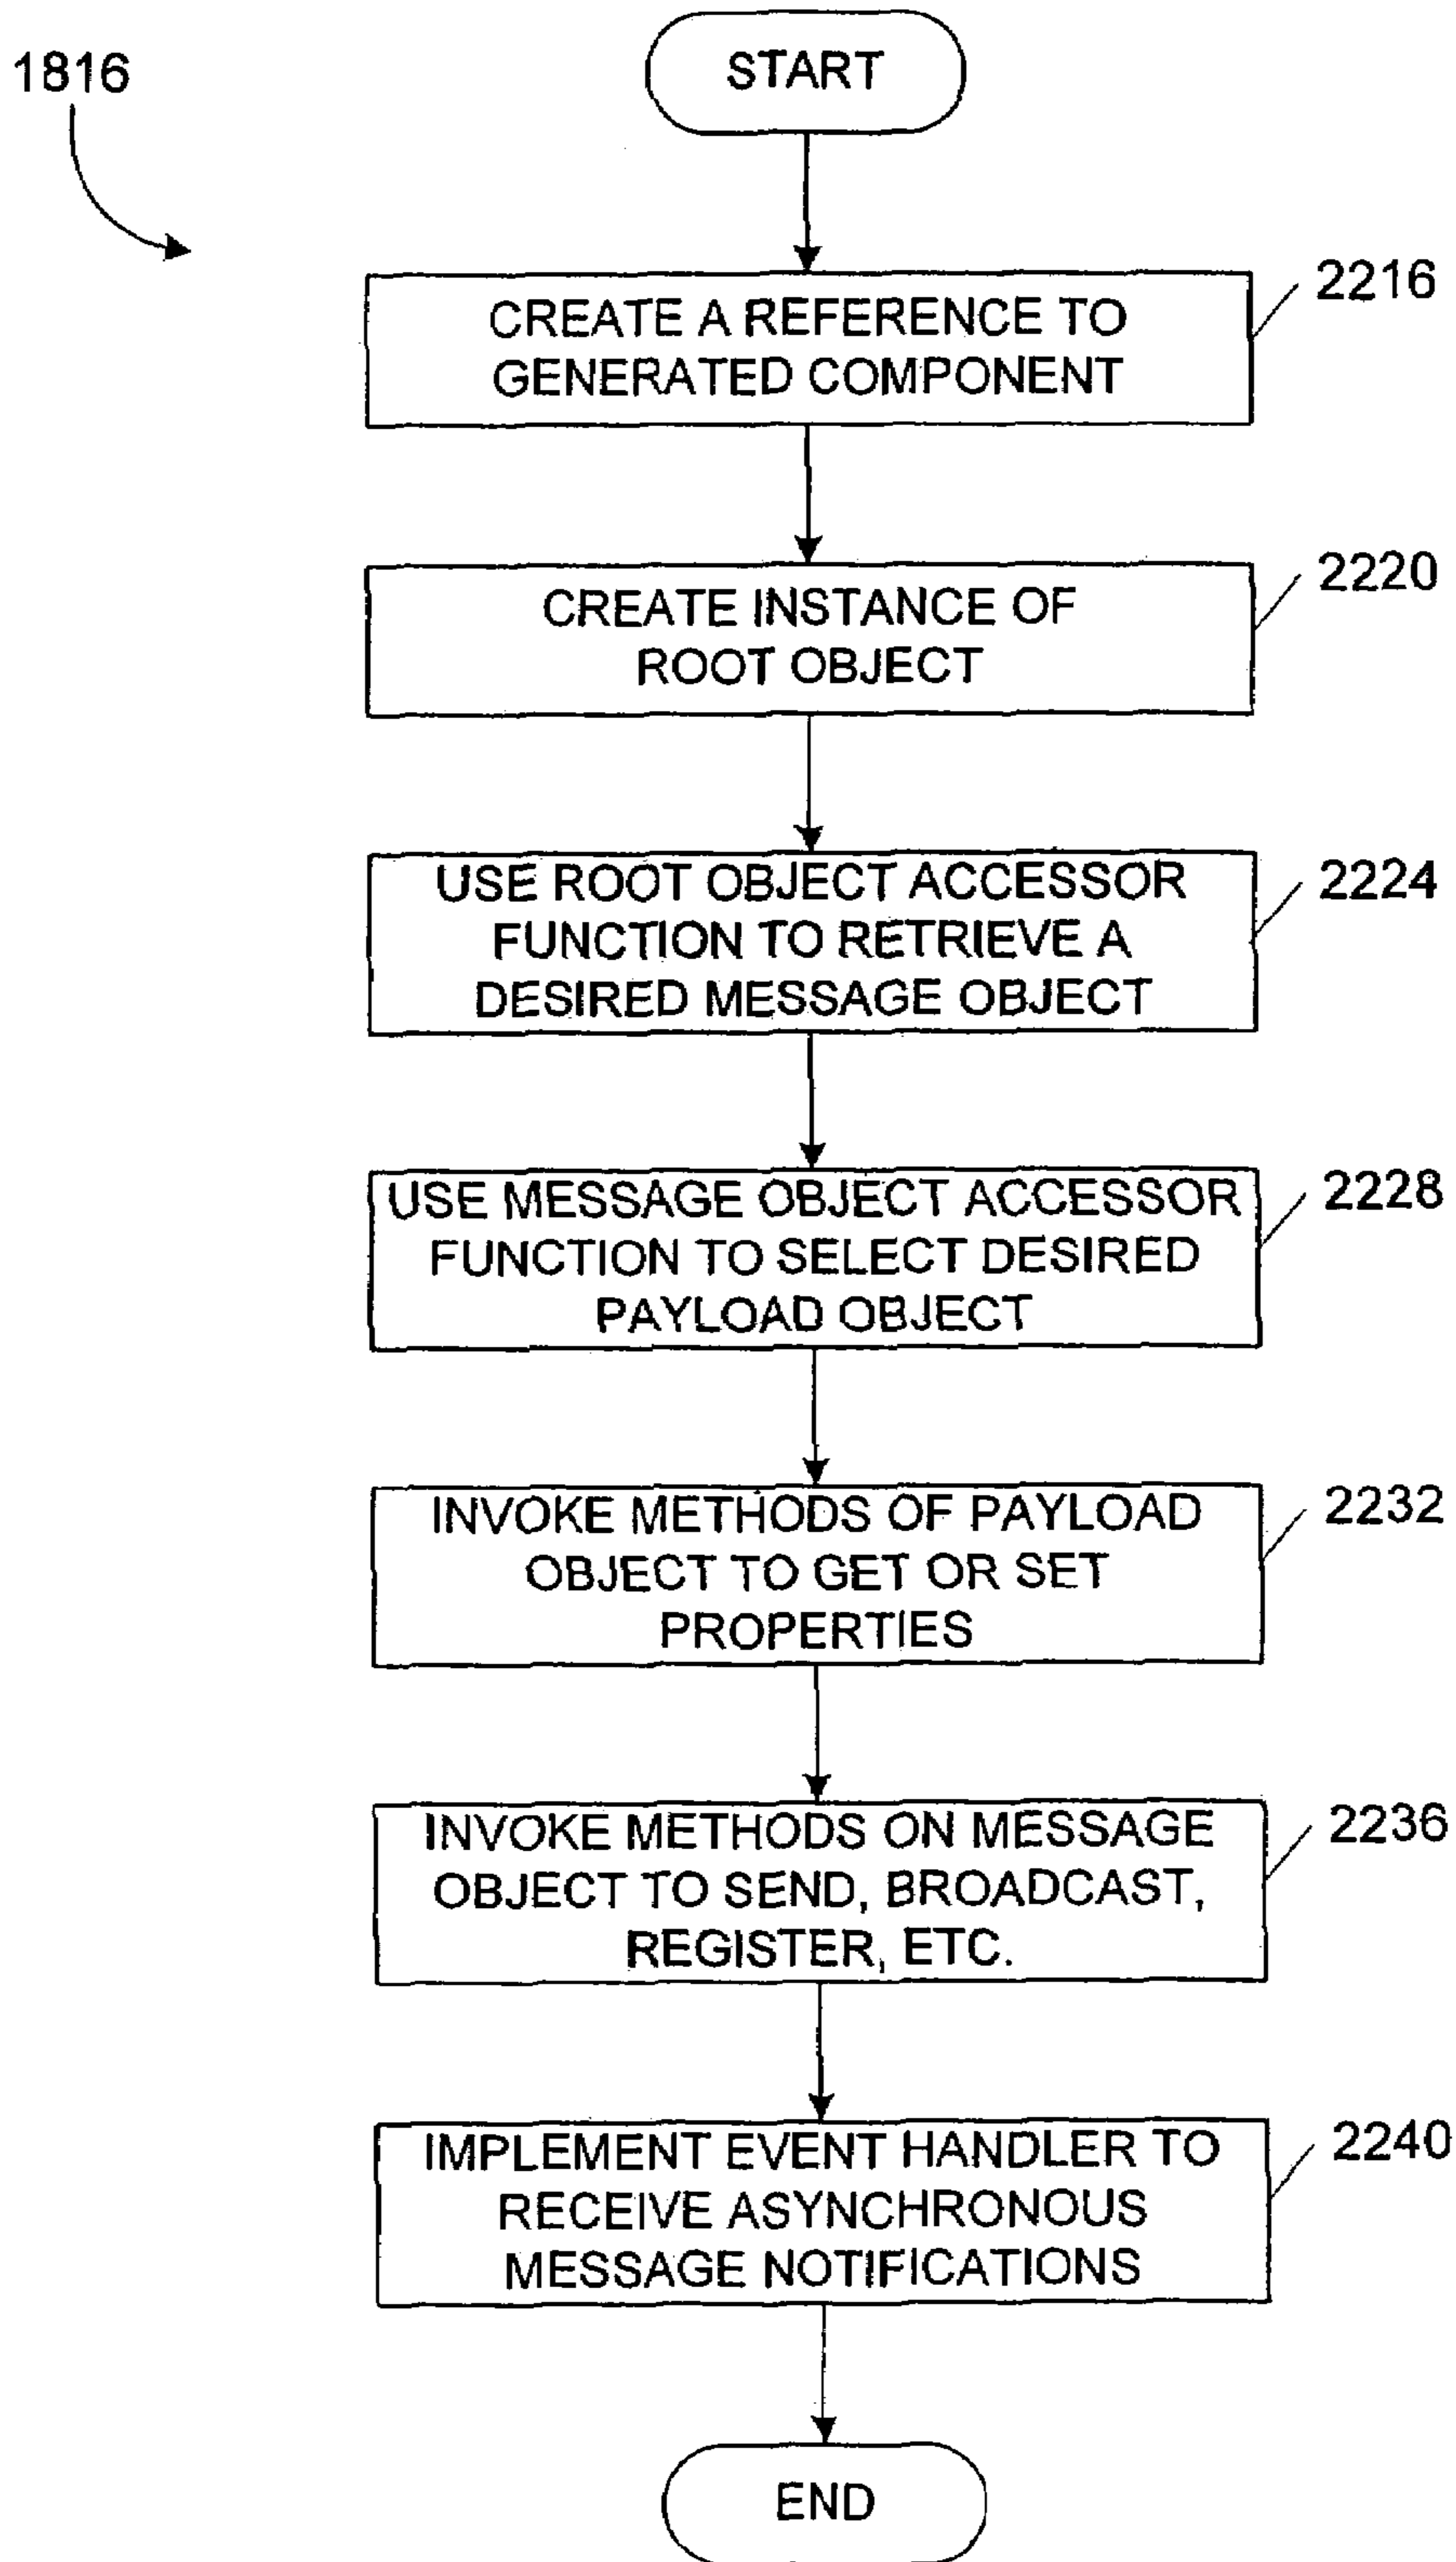 1816
START
2216
CREATE A REFERENCE TO
GENERATED COMPONENT
2220
CREATE INSTANCE OF
ROOT OBJECT
2224
USE ROOT OBJECT ACCESSOR
FUNCTION TO RETRIEVE A
DESIRED MESSAGE OBJECT
2228
USE MESSAGE OBJECT ACCESSOR
FUNCTION TO SELECT DESIRED
PAYLOAD OBJECT
2232
INVOKE METHODS OF PAYLOAD
OBJECT TO GET OR SET
PROPERTIES
2236
INVOKE METHODS ON MESSAGE
OBJECT TO SEND, BROADCAST,
REGISTER, ETC.
2240
IMPLEMENT EVENT HANDLER TO
RECEIVE ASYNCHRONOUS
MESSAGE NOTIFICATIONS
END